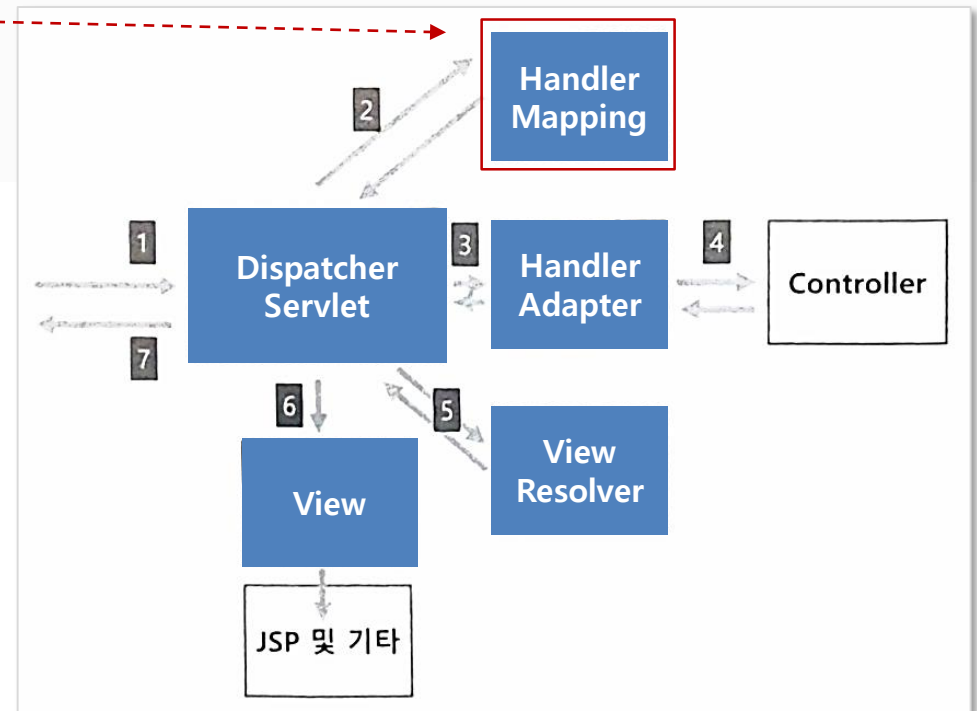 Handler
Mapping
2
1
Dispatcher
Servlet
3
Handler
Adapter
4
Controller
7
6
5
View
View
Resolver
JSP 및 기타